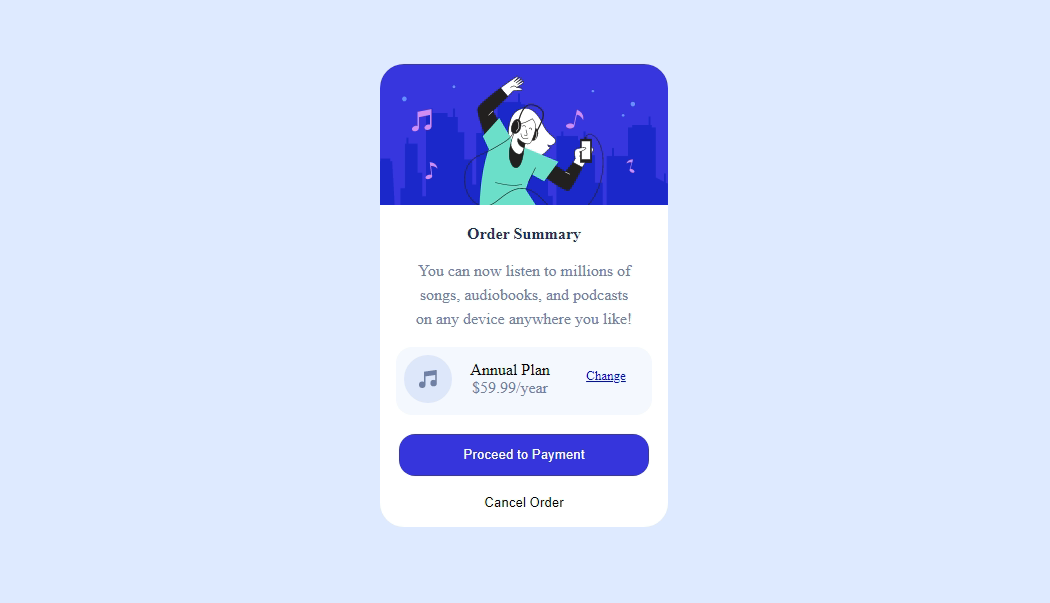 Order Summary
You can now listen to millions of
songs, audiobooks, and podcasts
on any device anywhere you like!
Annual Plan
$59.99/year
Change
Proceed to Payment
Cancel Order